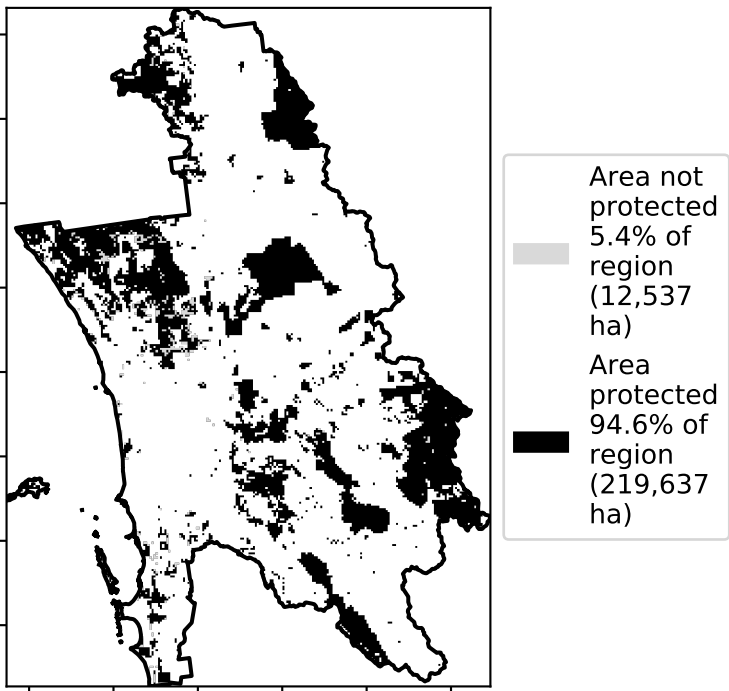 Area not
protected
5.4% of
region
(12,537
ha)
Area
protected
94.6% of
region
(219,637
ha)